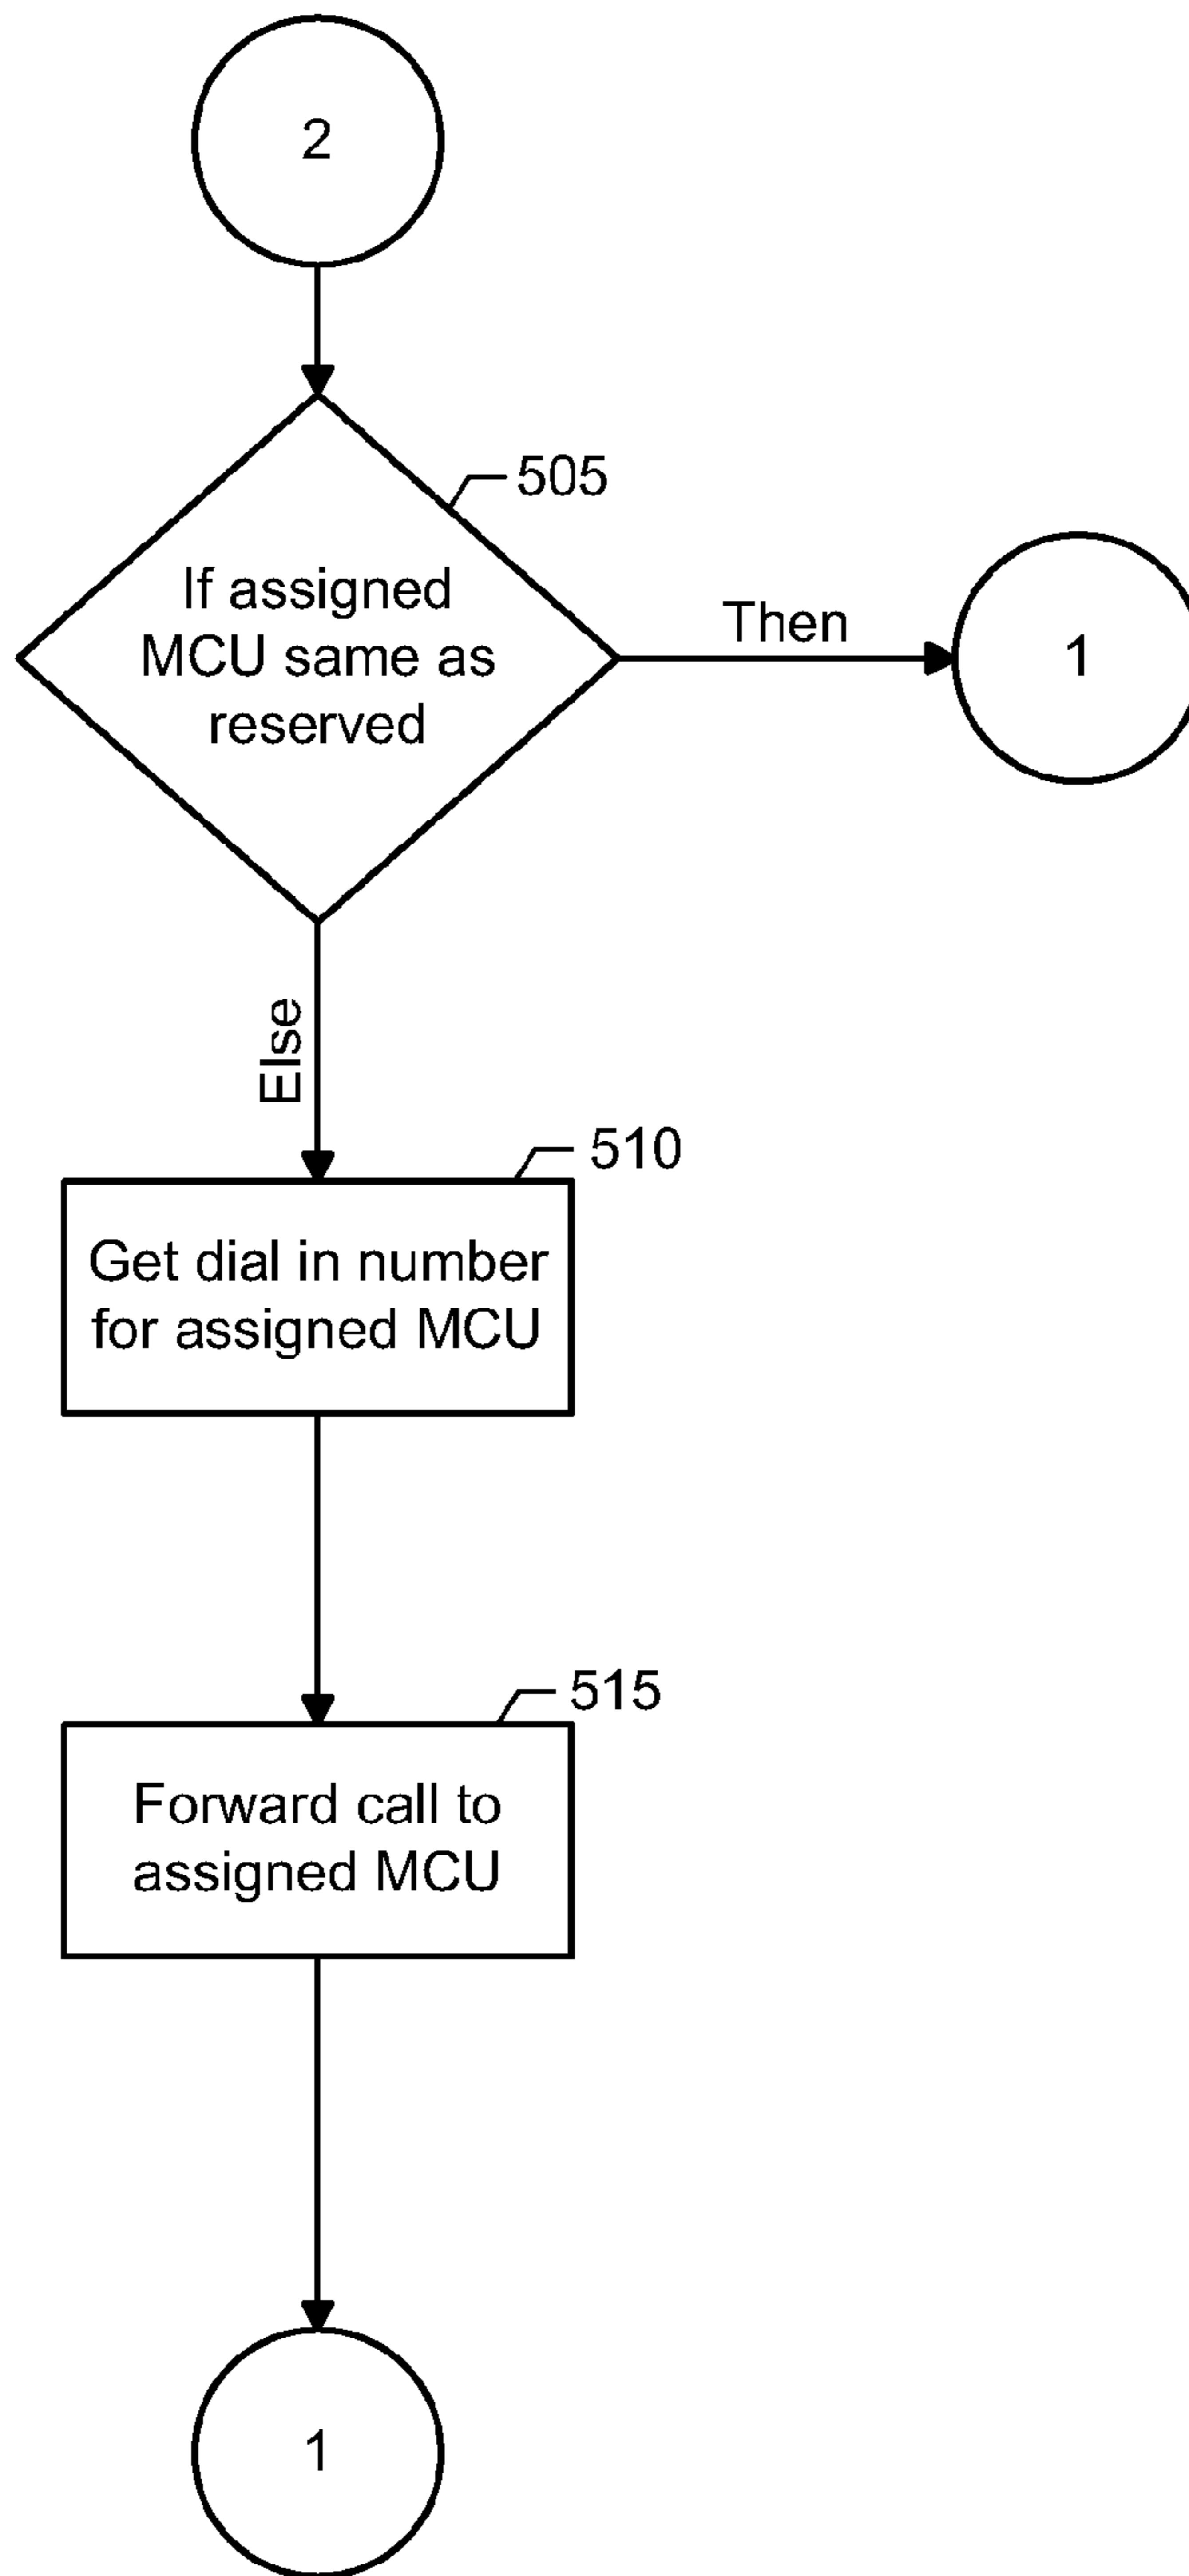 2
505
If assigned
MCU same as
reserved
Then
1
Else
510
Get dial in number
for assigned MCU
515
Forward call to
assigned MCU
1